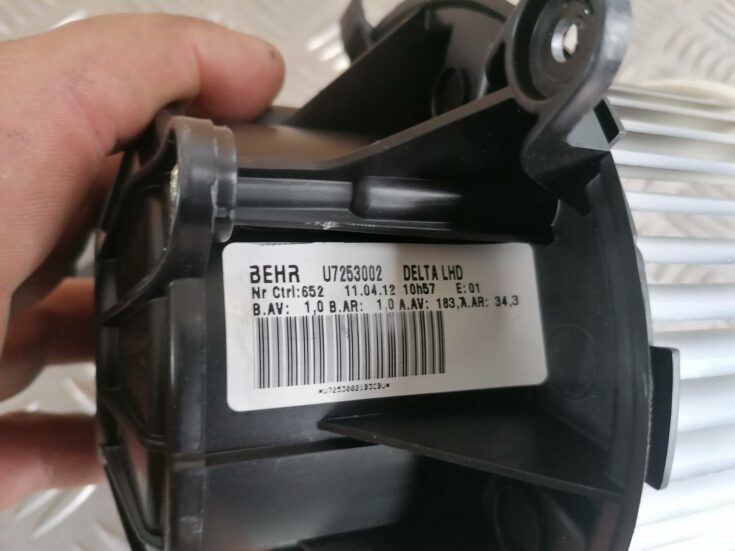 BEHR U7253002 DELTA LHD
Nr Ctrl:652 11.04.12 10h57 E:01
B.AV: 1,0 B.AR: 1.0 A.AV: 183,7 A.AR: 34,3